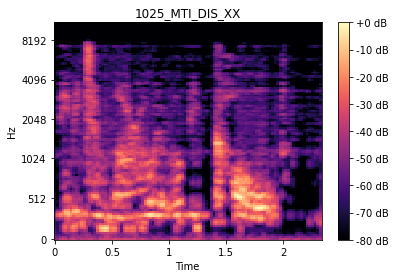 1025_MTI_DIS_XX
8192
4096
2048
1024
512
0
Hz
0
0.5
1
1.5
2
Time
+0 dB
-10 dB
-20 dB
-30 dB
-40 dB
-50 dB
-60 dB
-70 dB
-80 dB